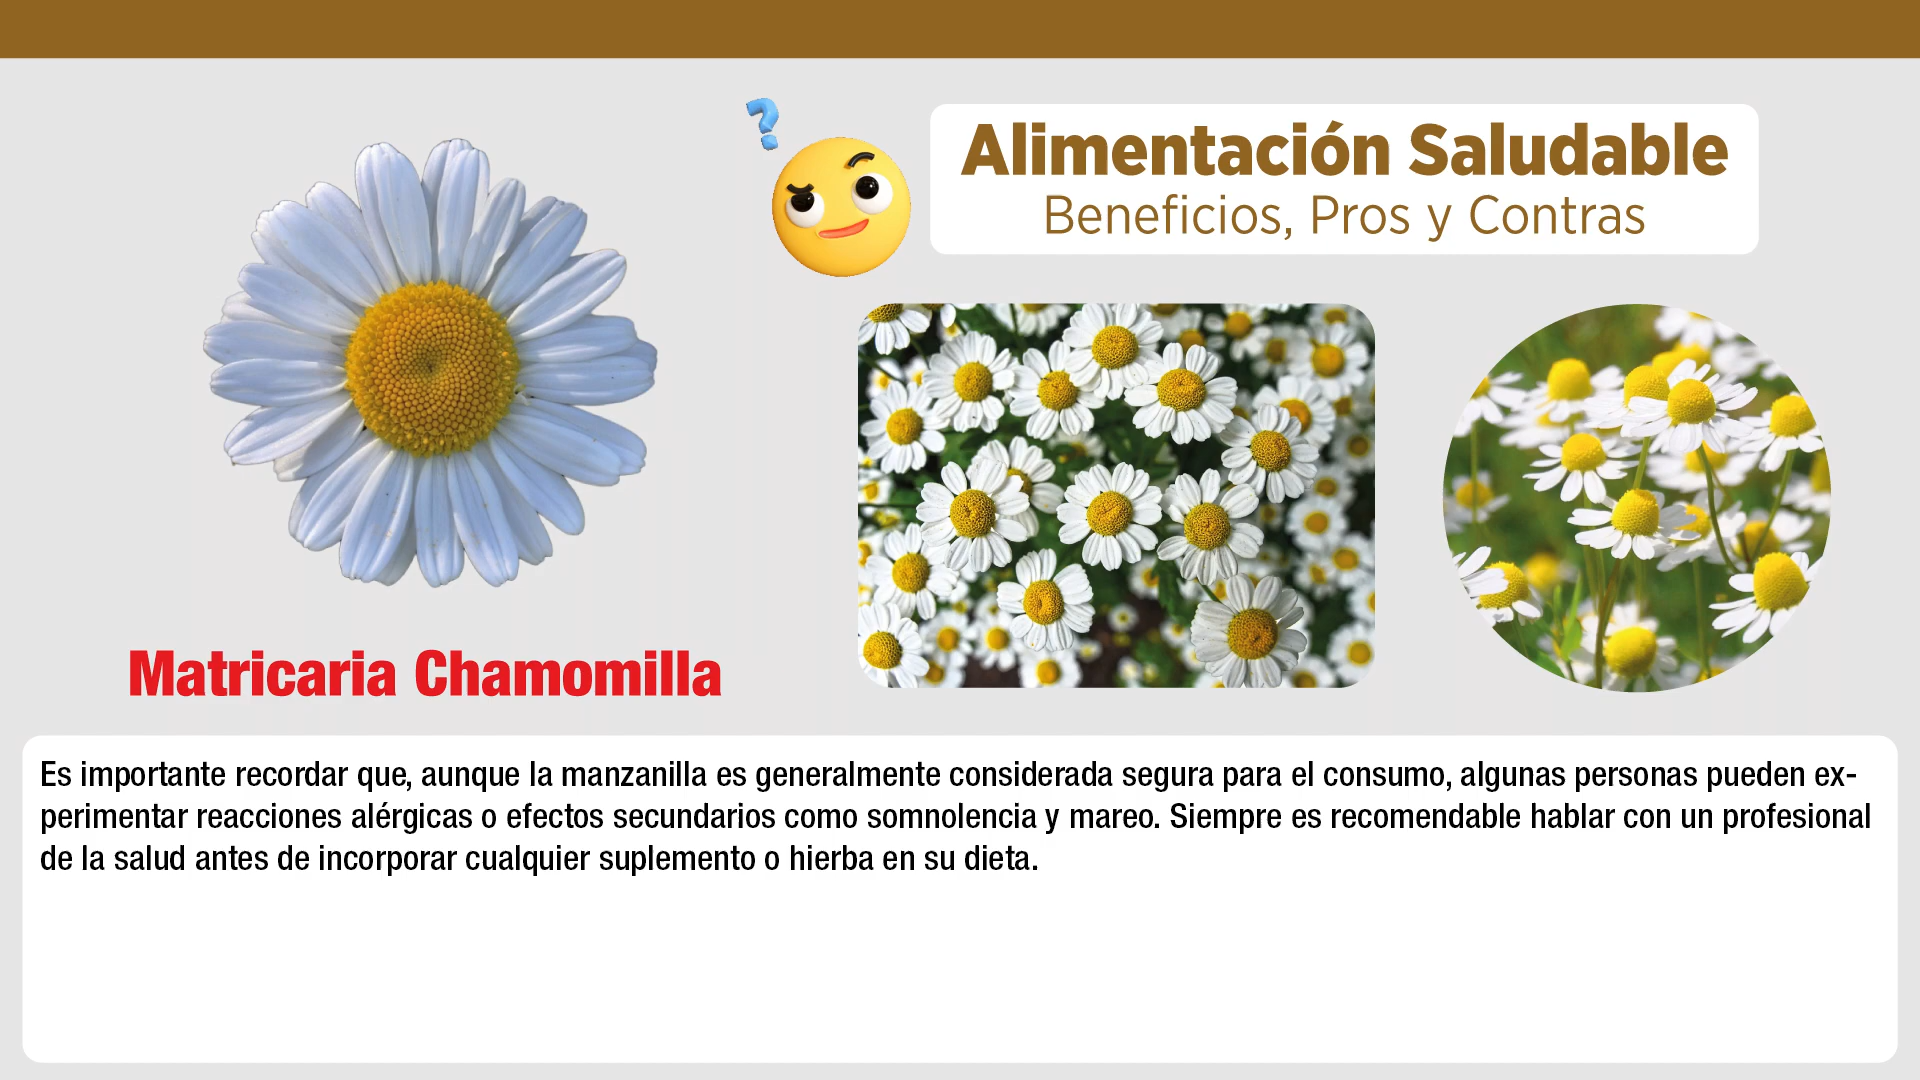 Alimentación Saludable
Beneficios, Pros y Contras
Matricaria Chamomilla
Es importante recordar que, aunque la manzanilla es generalmente considerada segura para el consumo, algunas personas pueden ex-
perimentar reacciones alérgicas o efectos secundarios como somnolencia y mareo. Siempre es recomendable hablar con un profesional
de la salud antes de incorporar cualquier suplemento o hierba en su dieta.